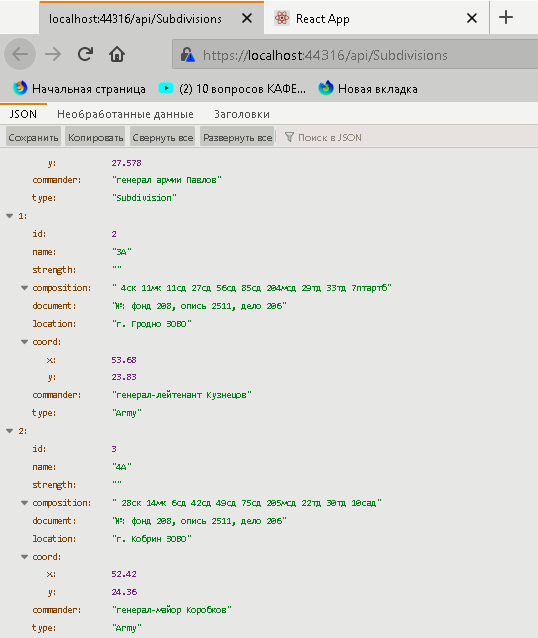 localhost:44316/api/Subdivisions
React App
https://localhost:44316/api/Subdivisions
Начальная страница
(2) 10 вопросов КАФЕ...
Новая вкладка
JSON Необработанные данные Заголовки
Сохранить Копировать Свернуть все Развернуть все Поиск в JSON
y: 27.578
commander: "генерал армии Павлов"
type: "Subdivision"
1:
id: 2
name: "3А"
strength: ""
composition: " 4ск 11мк 11сд 27сд 56сд 85сд 204мсд 29тд 33тд 7птартб"
document: "№: фонд 208, опись 2511, дело 206"
location: "г. Гродно ЗОВО"
coord:
x: 53.68
y: 23.83
commander: "генерал-лейтенант Кузнецов"
type: "Army"
2:
id: 3
name: "4А"
strength: ""
composition: " 28ск 14мк 6сд 42сд 49сд 75сд 205мсд 22тд 30тд 10сад"
document: "№: фонд 208, опись 2511, дело 206"
location: "г. Кобрин ЗОВО"
coord:
x: 52.42
y: 24.36
commander: "генерал-майор Коробков"
type: "Army"